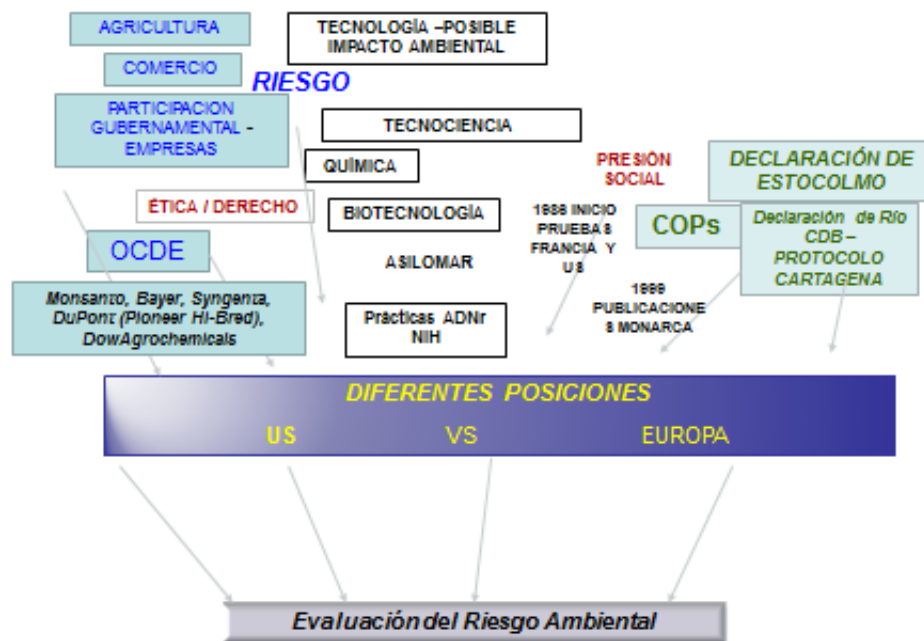 AGRICULTURA
TECNOLOGÍA –POSIBLE
IMPACTO AMBIENTAL
COMERCIO
RIESGO
PARTICIPACION
GUBERNAMENTAL -
EMPRESAS
TECNOCIENCIA
QUÍMICA
PRESIÓN
SOCIAL
DECLARACIÓN DE
ESTOCOLMO
ÉTICA / DERECHO
BIOTECNOLOGÍA
1986 INICIO
PRUEBAS
FRANCIA Y
US
COPs
Declaración de Río
CDB –
PROTOCOLO
CARTAGENA
OCDE
ASILOMAR
Monsanto, Bayer, Syngenta,
DuPont (Pioneer Hi-Bred),
DowAgrochemicals
Prácticas ADNr
NIH
1999
PUBLICACIONE
S MONARCA
DIFERENTES POSICIONES
US VS EUROPA
Evaluación del Riesgo Ambiental